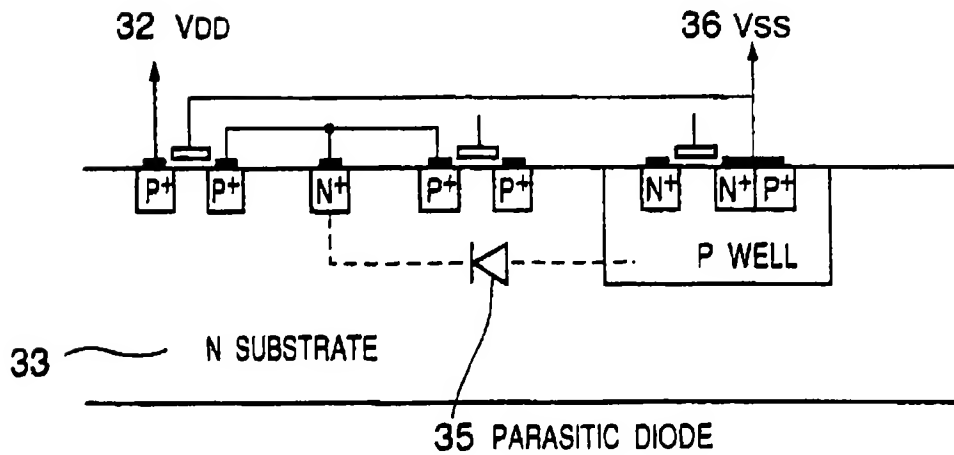 32 VDD
36 VSS
P+ P+ N+ P+ P+ N+ N+ P+
P WELL
33 N SUBSTRATE
35 PARASITIC DIODE